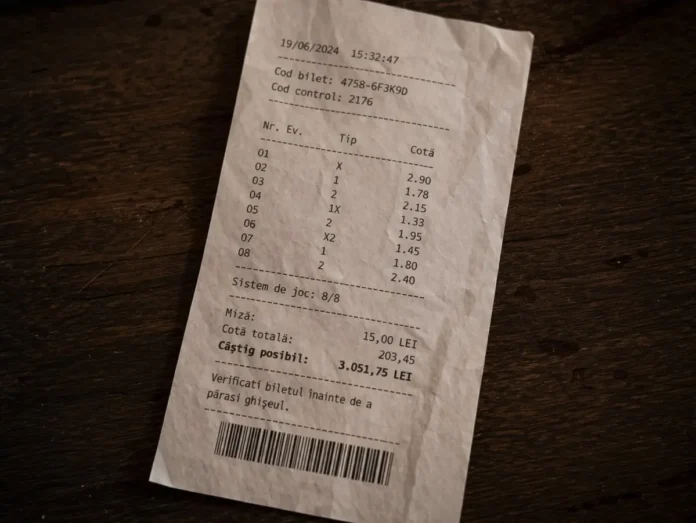 19/06/2024 15:32:47
Cod bilet: 4758-6F3K9D
Cod control: 2176
Nr. Ev. Tip Cotă
01 X 2.90
02 1 1.78
03 2 2.15
04 1X 1.33
05 2 1.95
06 X2 1.45
07 1 1.80
08 2 2.40
Sistem de joc: 8/8
Miză: 15,00 LEI
Cotă totală: 203,45
Câștig posibil: 3.051,75 LEI
Verificati biletul înainte de a
părasi ghișeul.